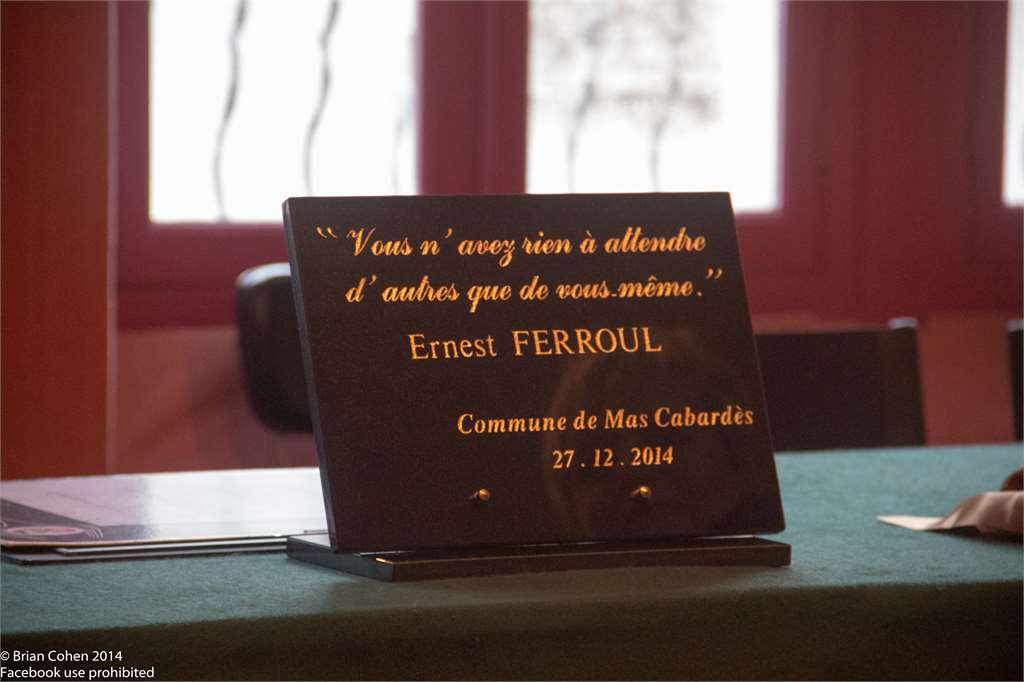 “ Vous n’ avez rien à attendre
d’ autres que de vous-même. ”
Ernest FERROUL
Commune de Mas Cabardès
27 . 12 . 2014
© Brian Cohen 2014
Facebook use prohibited